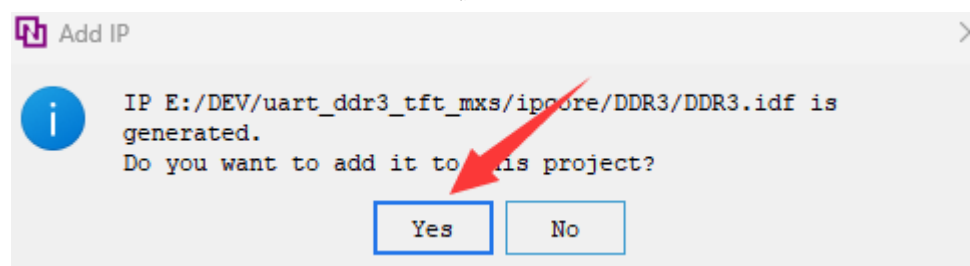 Add IP
IP E:/DEV/uart_ddr3_tft_mxs/ipcore/DDR3/DDR3.idf is
generated.
Do you want to add it to this project?
Yes
No